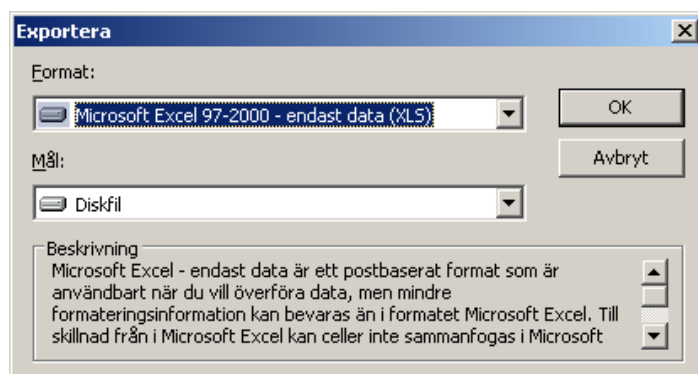 Exportera
Format:
Microsoft Excel 97-2000 - endast data (XLS)
OK
Mål:
Avbryt
Diskfil
Beskrivning
Microsoft Excel - endast data är ett postbaserat format som är
användbart när du vill överföra data, men mindre
formateringsinformation kan bevaras än i formatet Microsoft Excel. Till
skillnad från i Microsoft Excel kan celler inte sammanfogas i Microsoft